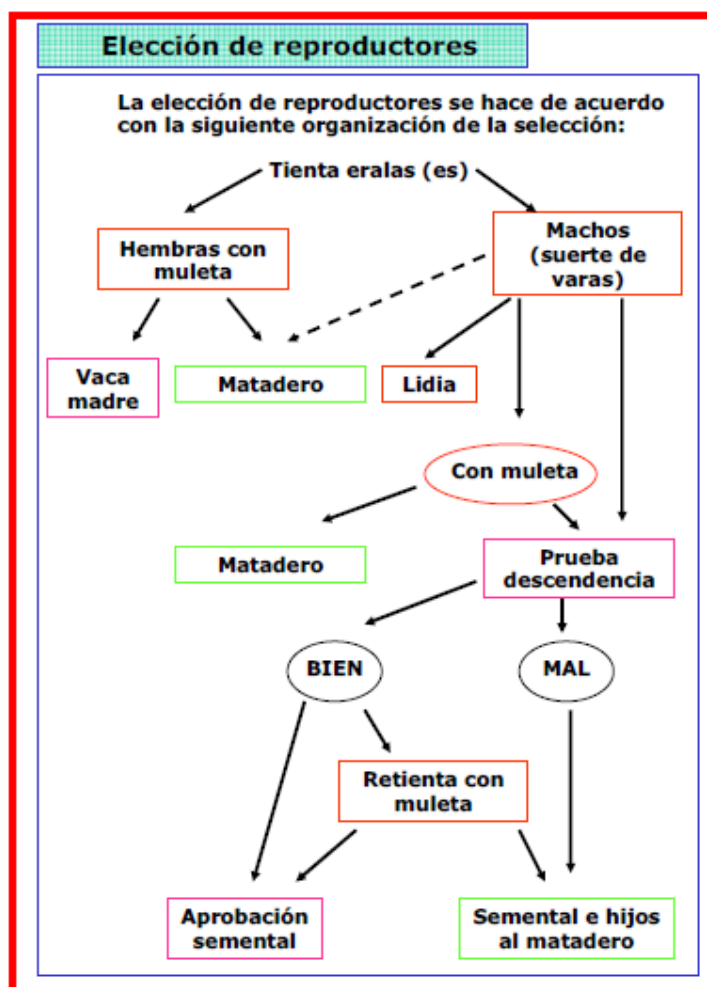 Elección de reproductores
La elección de reproductores se hace de acuerdo
con la siguiente organización de la selección:
Tienta eralas (es)
Hembras con
muleta
Machos
(suerte de
varas)
Vaca
madre
Matadero
Lidia
Con muleta
Matadero
Prueba
descendencia
BIEN
MAL
Retienta con
muleta
Aprobación
semental
Semental e hijos
al matadero